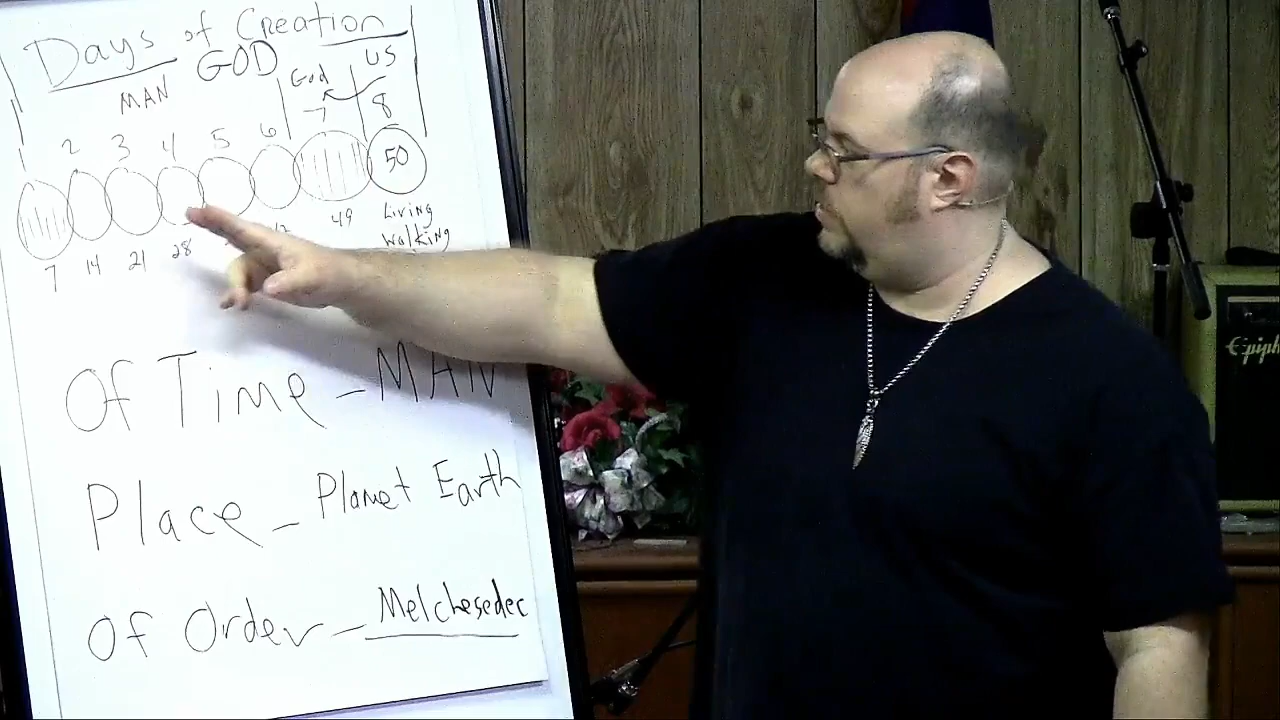 Days of Creation
MAN GOD God US
1 2 3 4 5 6 7 8
50
7 14 21 28 49 Living
Walking
Of Time - MAN
Place - Planet Earth
Of Order - Melchesedec
Epiph